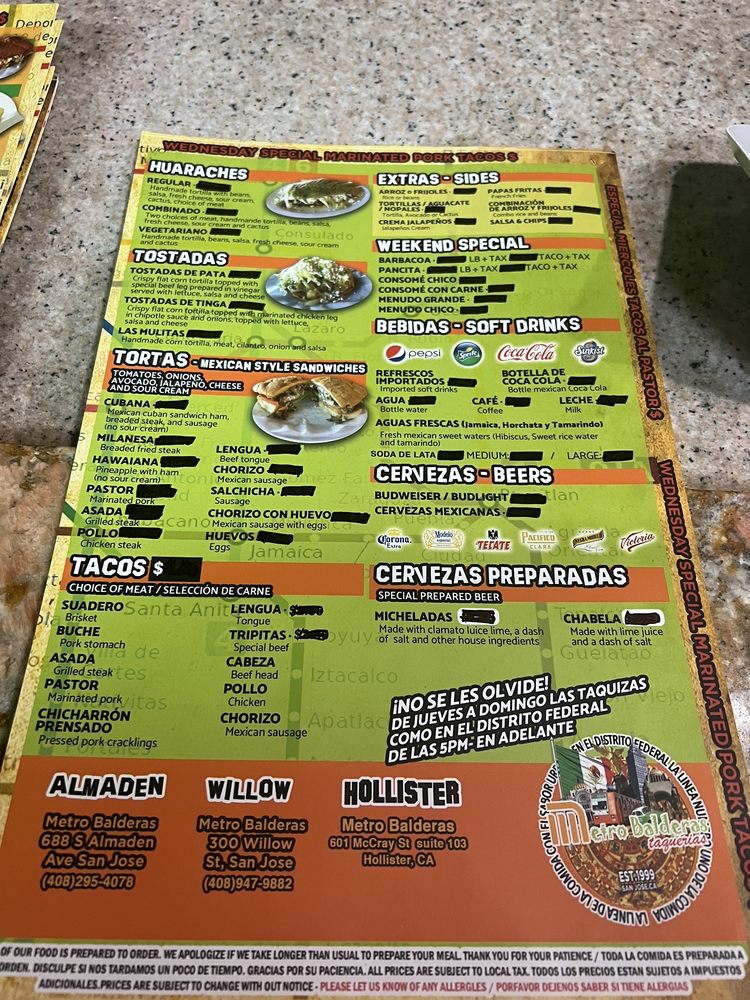 WEDNESDAY SPECIAL MARINATED PORK TACOS $
HUARACHES
REGULAR -
Handmade tortilla with beans,
salsa, fresh cheese, sour cream,
cactus, choice of meat
COMBINADO -
Two choices of meat, handmande tortilla, beans, salsa,
Fresh cheese, sour cream and cactus
VEGETARIANO
Handmade tortilla, beans, salsa, fresh cheese, sour cream
and cactus
TOSTADAS
TOSTADAS DE PATA
Crispy flat corn tortilla topped with
special beef leg prepared in vinegar
served with lettuce, salsa and cheese
TOSTADAS DE TINGA
Crispy flat corn tortilla topped with marinated chicken leg
in chipotle sauce and onions, topped with lettuce,
salsa and cheese
LAS MULITAS
Handmade corn tortilla, meat, cilantro, onion and salsa
TORTAS - MEXICAN STYLE SANDWICHES
TOMATOES, ONIONS,
AVOCADO, JALAPEÑO, CHEESE
AND SOUR CREAM
CUBANA -
Mexican cuban sandwich ham,
breaded steak, and sausage
(no sour cream)
MILANESA
Breaded fried steak
HAWAIANA
Pineapple with ham
(no sour cream)
PASTOR
Marinated pork
ASADA
Grilled steak
POLLO
Chicken steak
LENGUA -
Beef tongue
CHORIZO
Mexican sausage
SALCHICHA -
Sausage
CHORIZO CON HUEVO
Mexican sausage with eggs
HUEVOS
Eggs
Jamaica
TACOS $
CHOICE OF MEAT / SELECCIÓN DE CARNE
SUADERO
Brisket
BUCHE
Pork stomach
ASADA
Grilled steak
PASTOR
Marinated pork
CHICHARRÓN
PRENSADO
Pressed pork cracklings
LENGUA - $
Tongue
TRIPITAS - $
Special beef
CABEZA
Beef head
POLLO
Chicken
CHORIZO
Mexican sausage
Santa Anit
Iztacalco
Apatlac
EXTRAS - SIDES
ARROZ O FRIJOLES -
Rice or beans
TORTILLAS / AGUACATE
/ NOPALES
Tortilla, Avocado or Cactus
CREMA JALAPEÑOS
Jalapeños Cream
PAPAS FRITAS -
French Fries
COMBINACIÓN
DE ARROZ Y FRIJOLES
Combo rice and beans
SALSA & CHIPS
WEEKEND SPECIAL
BARBACOA - LB + TAX TACO + TAX
PANCITA - LB + TAX TACO + TAX
CONSOMÉ CHICO
CONSOMÉ CON CARNE -
MENUDO GRANDE -
MENUDO CHICO -
BEBIDAS - SOFT DRINKS
pepsi Sprite Coca-Cola Sunkist
REFRESCOS
IMPORTADOS
Imported soft drinks
BOTELLA DE
COCA COLA -
Bottle mexican Coca Cola
AGUA
Bottle water
CAFÉ -
Coffee
LECHE
Milk
AGUAS FRESCAS (Jamaica, Horchata y Tamarindo)
Fresh mexican sweet waters (Hibiscus, Sweet rice water
and tamarindo)
SODA DE LATA MEDIUM: / LARGE:
CERVEZAS - BEERS
BUDWEISER / BUDLIGHT
CERVEZAS MEXICANAS -
Corona Extra Modelo Especial TECATE PACIFICO CLARA NEGRA MODELO Victoria
CERVEZAS PREPARADAS
SPECIAL PREPARED BEER
MICHELADAS
Made with clamato luice lime, a dash
of salt and other house ingredients
CHABELA
Made with lime juice
and a dash of salt
¡NO SE LES OLVIDE!
DE JUEVES A DOMINGO LAS TAQUIZAS
COMO EN EL DISTRITO FEDERAL
DE LAS 5PM- EN ADELANTE
ESPECIAL MIERCOLES TACOS AL PASTOR $
WEDNESDAY SPECIAL MARINATED PORK TACOS
ALMADEN
Metro Balderas
688 S Almaden
Ave San Jose
(408)295-4078
WILLOW
Metro Balderas
300 Willow
St, San Jose
(408)947-9882
HOLLISTER
Metro Balderas
601 McCray St suite 103
Hollister, CA
Metro Balderas
taquerias
EST.1999
SAN JOSE,CA
OF OUR FOOD IS PREPARED TO ORDER. WE APOLOGIZE IF WE TAKE LONGER THAN USUAL TO PREPARE YOUR MEAL. THANK YOU FOR YOUR PATIENCE / TODA LA COMIDA ES PREPARADA A
ORDEN. DISCULPE SI NOS TARDAMOS UN POCO DE TIEMPO. GRACIAS POR SU PACIENCIA. ALL PRICES ARE SUBJECT TO LOCAL TAX. TODOS LOS PRECIOS ESTAN SUJETOS A IMPUESTOS
ADICIONALES.PRICES ARE SUBJECT TO CHANGE WITH OUT NOTICE - PLEASE LET US KNOW OF ANY ALLERGLES / PORFAVOR DEJENOS SABER SI TIENE ALERGIAS